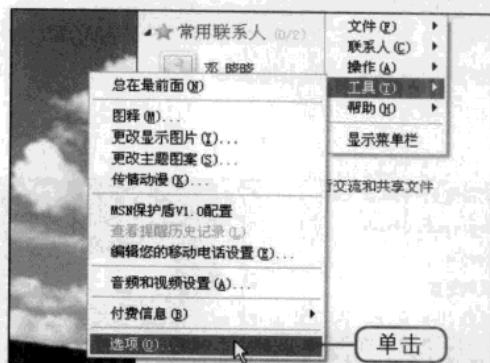 常用联系人 (0/2)
邓 晓晓
文件(F)
联系人(C)
操作(A)
工具(T)
帮助(H)
显示菜单栏
总在最前面(W)
图释(M)...
更改显示图片(Y)...
更改主题图案(S)...
传情动漫(K)...
MSN保护盾V1.0配置
查看提醒历史记录(L)
编辑您的移动电话设置(E)...
音频和视频设置(A)...
付费信息(B)
选项(O)...
行交流和共享文件
单击